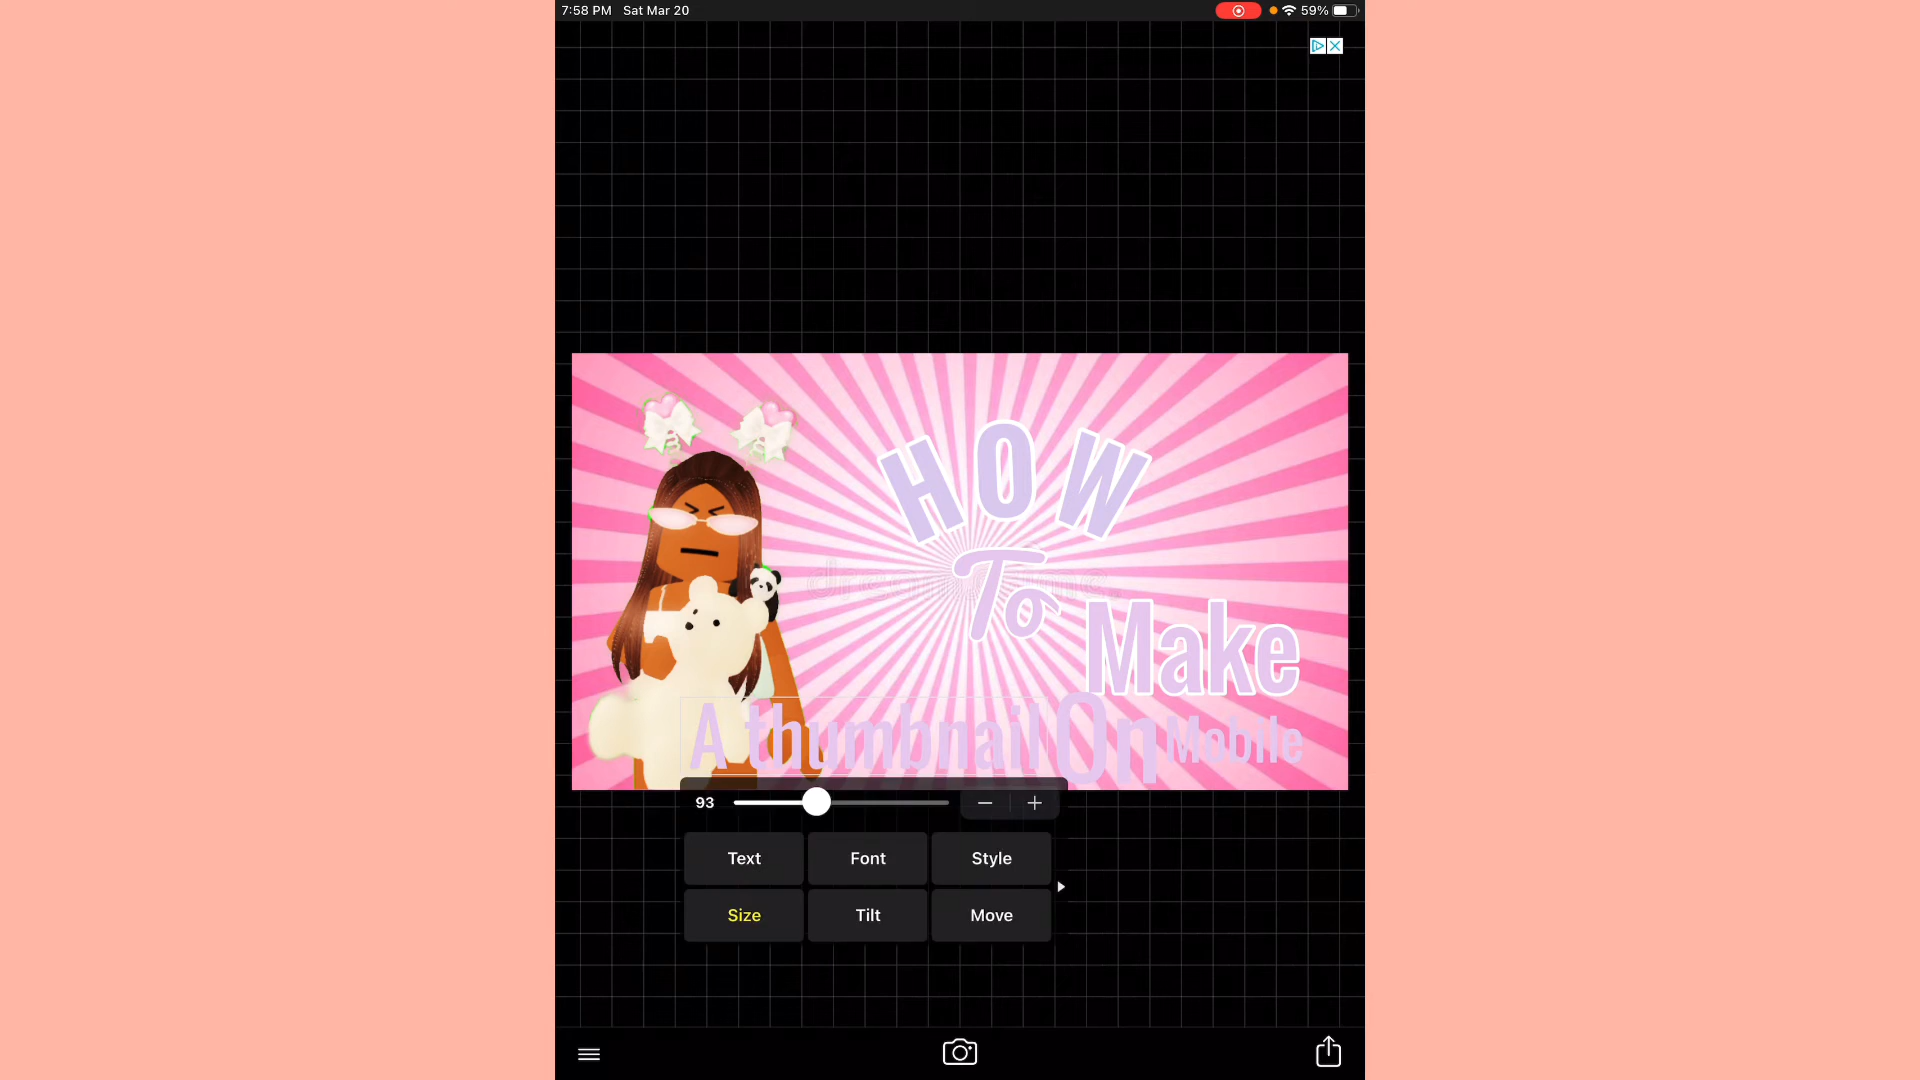 7:58 PM Sat Mar 20 59%
HOW
To
Make
A thumbnail On Mobile
dreamstime.
93
Text Font Style
Size Tilt Move